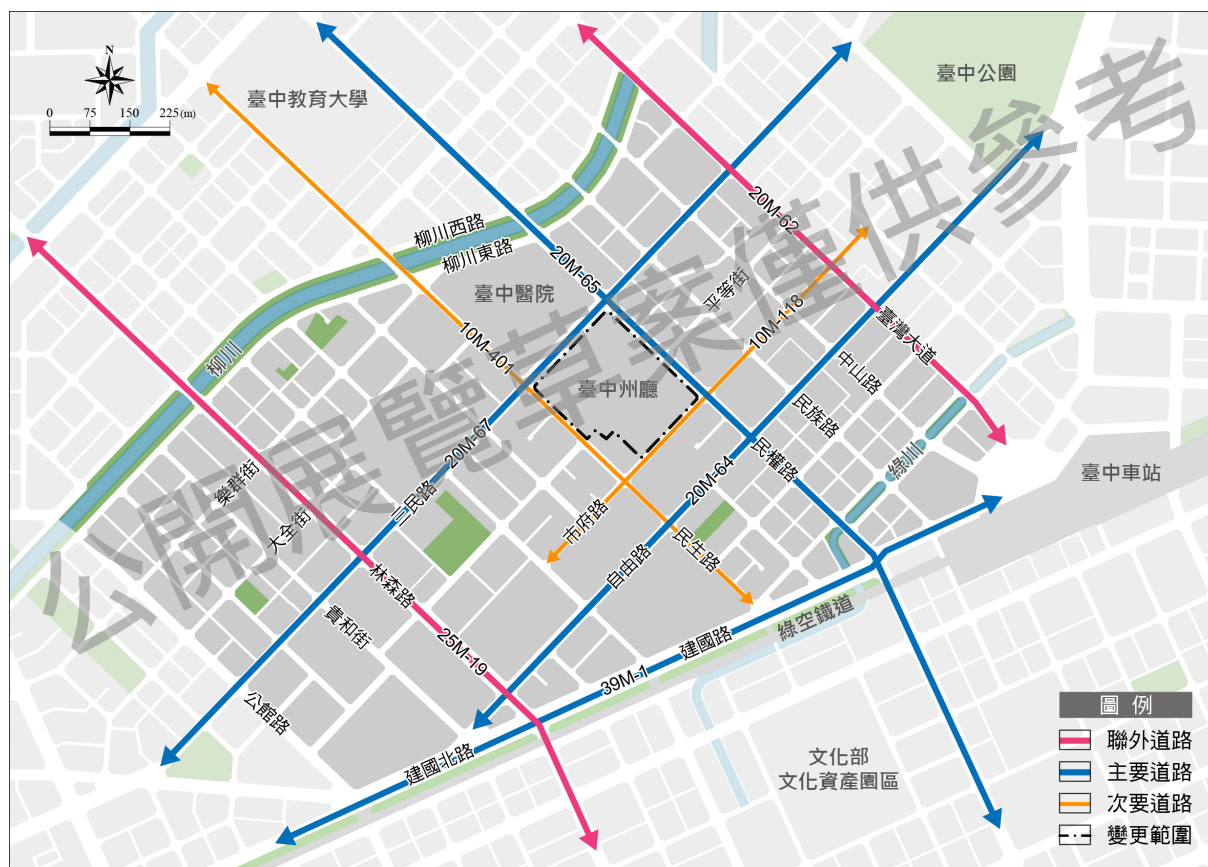 N
0 75 150 225(m)
臺中教育大學
臺中公園
公開展覽草案僅供參考
20M-62
柳川西路
柳川東路
20M-65
平等街
臺中醫院
10M-118
臺灣大道
10M-401
柳川
臺中州廳
中山路
民族路
20M-67
民權路
綠川
樂群街
三民路
20M-64
臺中車站
大全街
市府路
民生路
自由路
林森路
綠空鐵道
貴和街
建國路
25M-19
39M-1
公館路
建國北路
文化部
文化資產園區
圖 例
聯外道路
主要道路
次要道路
變更範圍